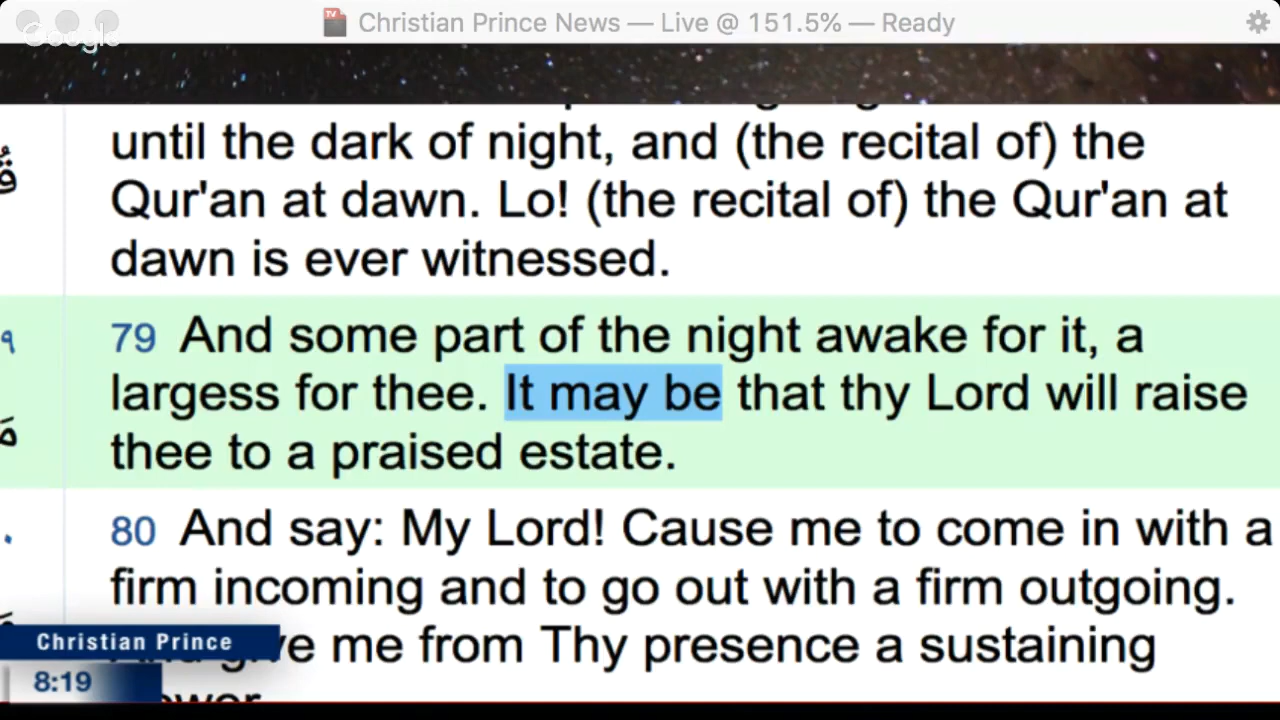 Christian Prince News — Live @ 151.5% — Ready
Google
until the dark of night, and (the recital of) the
Qur'an at dawn. Lo! (the recital of) the Qur'an at
dawn is ever witnessed.
79 And some part of the night awake for it, a
largess for thee. It may be that thy Lord will raise
thee to a praised estate.
80 And say: My Lord! Cause me to come in with a
firm incoming and to go out with a firm outgoing.
me from Thy presence a sustaining
Christian Prince
8:19